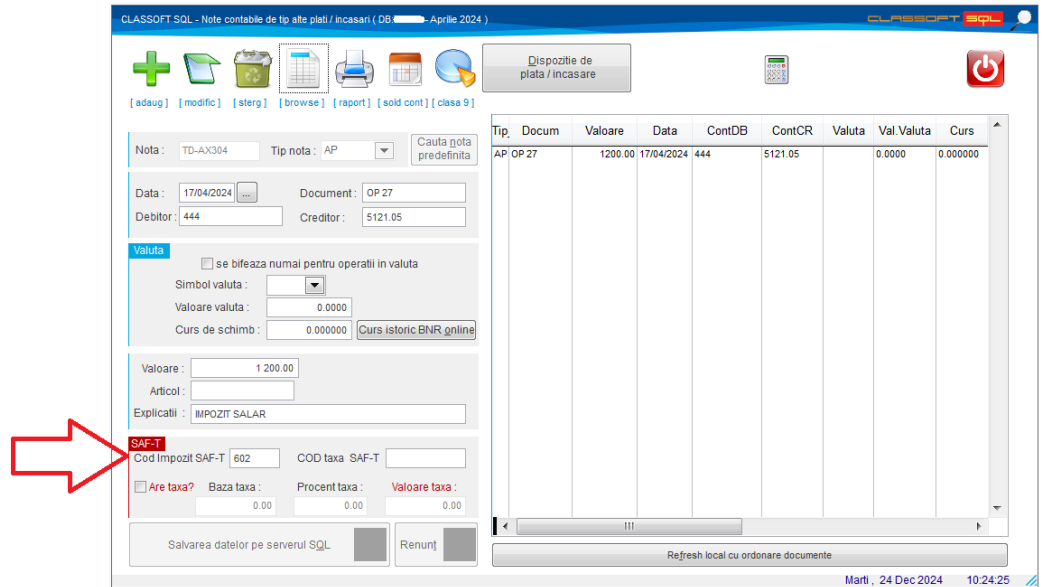 CLASSOFT SQL - Note contabile de tip alte plati / incasari ( DB: - Aprilie 2024 )
CLASSOFT SQL
[ adaug ] [ modific ] [ sterg ] [ browse ] [ raport ] [ sold cont ] [ clasa 9 ]
Dispozitie de
plata / incasare
Nota : TD-AX304 Tip nota : AP
Cauta nota
predefinita
Data : 17/04/2024 ... Document : OP 27
Debitor : 444 Creditor : 5121.05
Valuta
se bifeaza numai pentru operatii in valuta
Simbol valuta :
Valoare valuta : 0.0000
Curs de schimb : 0.000000 Curs istoric BNR online
Valoare : 1 200.00
Articol :
Explicatii : IMPOZIT SALAR
SAF-T
Cod Impozit SAF-T 602 COD taxa SAF-T
Are taxa? Baza taxa : Procent taxa : Valoare taxa :
0.00 0.00 0.00
Salvarea datelor pe serverul SQL Renunţ
Tip Docum Valoare Data ContDB ContCR Valuta Val.Valuta Curs
AP OP 27 1200.00 17/04/2024 444 5121.05 0.0000 0.000000
Refresh local cu ordonare documente
Marti , 24 Dec 2024 10:24:25